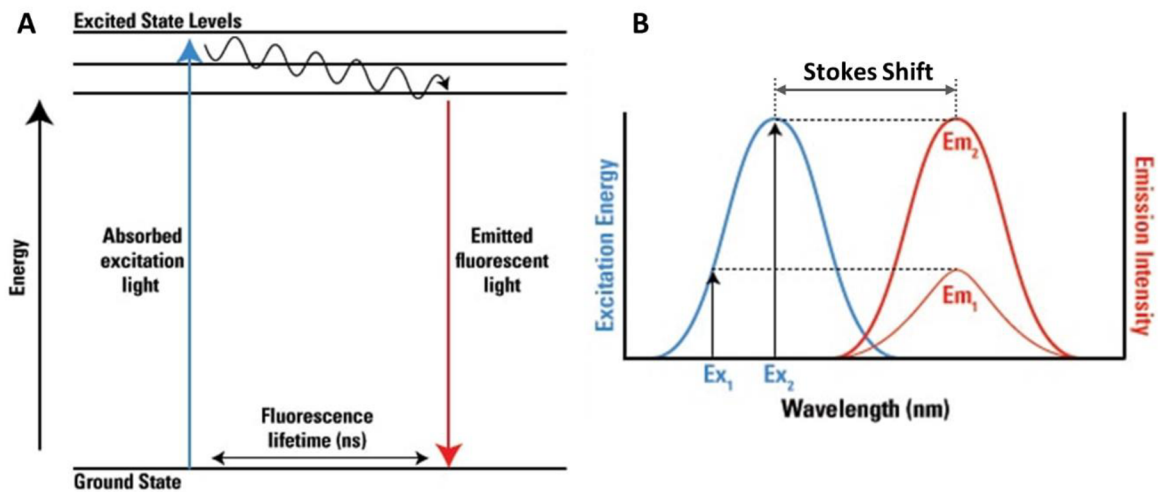 A
Excited State Levels
Energy
Absorbed
excitation
light
Emitted
fluorescent
light
Fluorescence
lifetime (ns)
Ground State
B
Stokes Shift
Excitation Energy
Em₂
Em₁
Emission Intensity
Ex₁
Ex₂
Wavelength (nm)